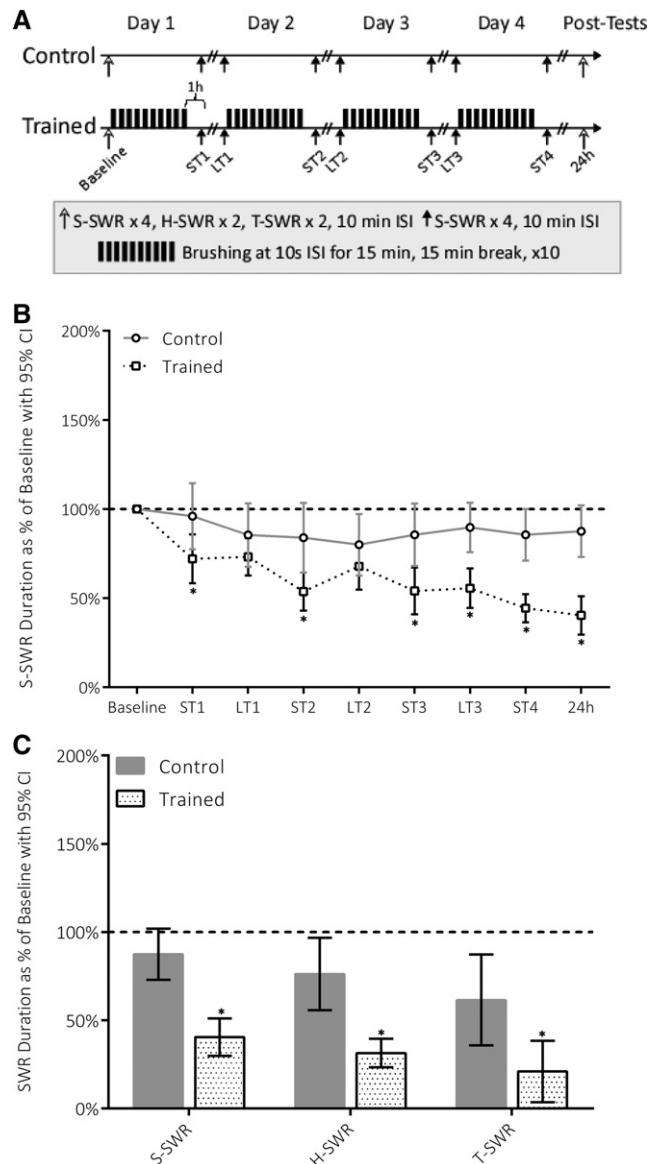 A
Day 1 // Day 2 // Day 3 // Day 4 // Post-Tests
Control
1h
Trained
Baseline ST1 LT1 ST2 LT2 ST3 LT3 ST4 24h
S-SWR x 4, H-SWR x 2, T-SWR x 2, 10 min ISI S-SWR x 4, 10 min ISI
Brushing at 10s ISI for 15 min, 15 min break, x10
B
S-SWR Duration as % of Baseline with 95% CI
200%
150%
100%
50%
0%
Control
Trained
* * * * * *
Baseline ST1 LT1 ST2 LT2 ST3 LT3 ST4 24h
C
SWR Duration as % of Baseline with 95% CI
200%
150%
100%
50%
0%
Control
Trained
* * *
S-SWR H-SWR T-SWR